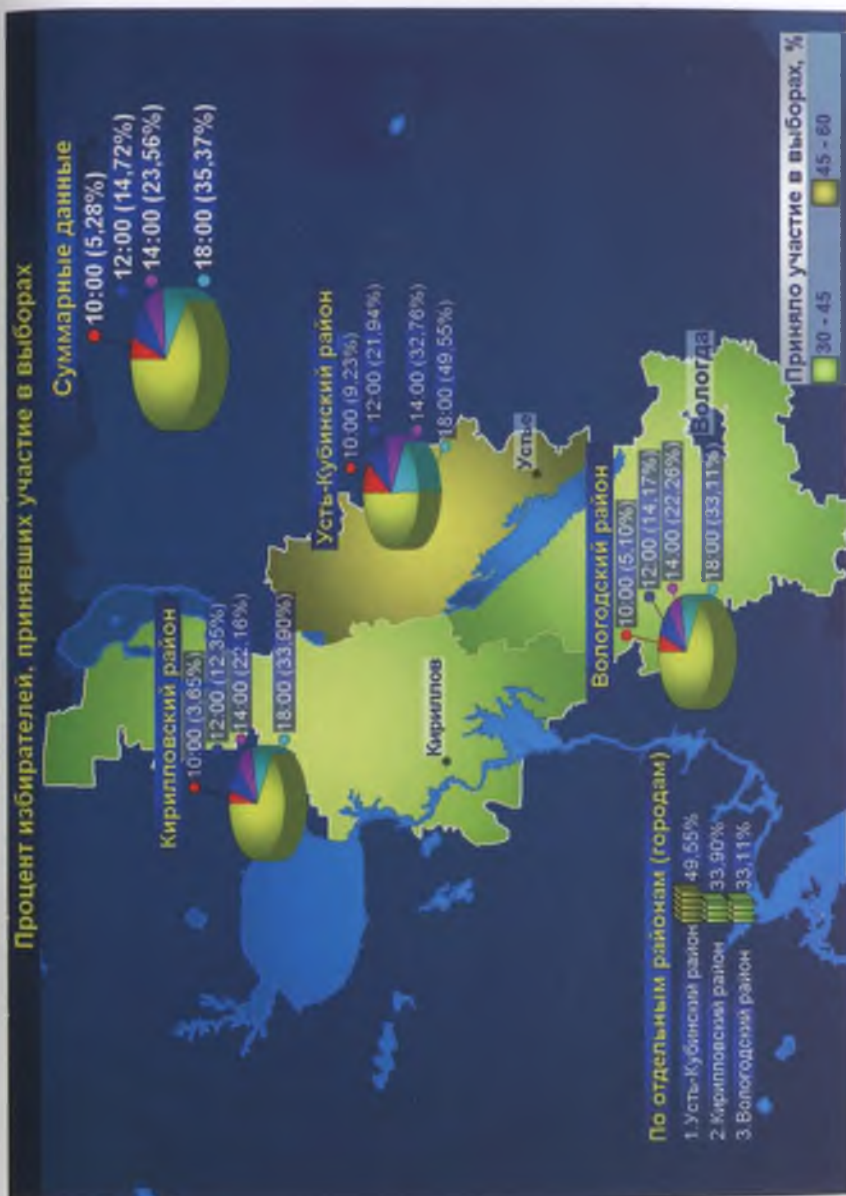 Процент избирателей, принявших участие в выборах
Суммарные данные
10:00 (5,28%)
12:00 (14,72%)
14:00 (23,56%)
18:00 (35,37%)
Кирилловский район
10:00 (3,65%)
12:00 (12,35%)
14:00 (22,16%)
18:00 (33,90%)
Усть-Кубинский район
10:00 (9,23%)
12:00 (21,94%)
14:00 (32,76%)
18:00 (49,55%)
Кириллов
Устье
Вологодский район
10:00 (5,10%)
12:00 (14,17%)
14:00 (22,26%)
18:00 (33,11%)
Вологда
По отдельным районам (городам)
1.Усть-Кубинский район 49,55%
2.Кирилловский район 33,90%
3.Вологодский район 33,11%
Приняло участие в выборах, %
30 - 45
45 - 60